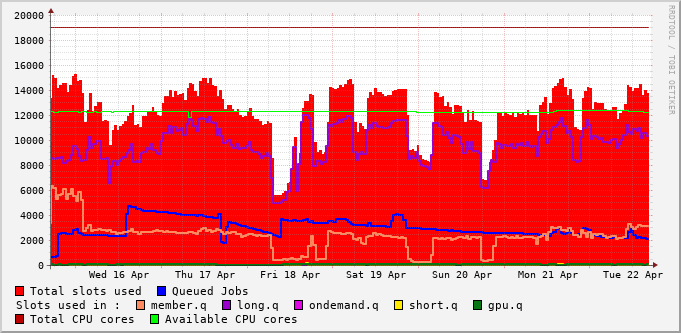 RRDTOOL / TOBI OETIKER
20000
18000
16000
14000
12000
10000
8000
6000
4000
2000
0
Wed 16 Apr Thu 17 Apr Fri 18 Apr Sat 19 Apr Sun 20 Apr Mon 21 Apr Tue 22 Apr
Total slots used Queued Jobs
Slots used in : member.q long.q ondemand.q short.q gpu.q
Total CPU cores Available CPU cores